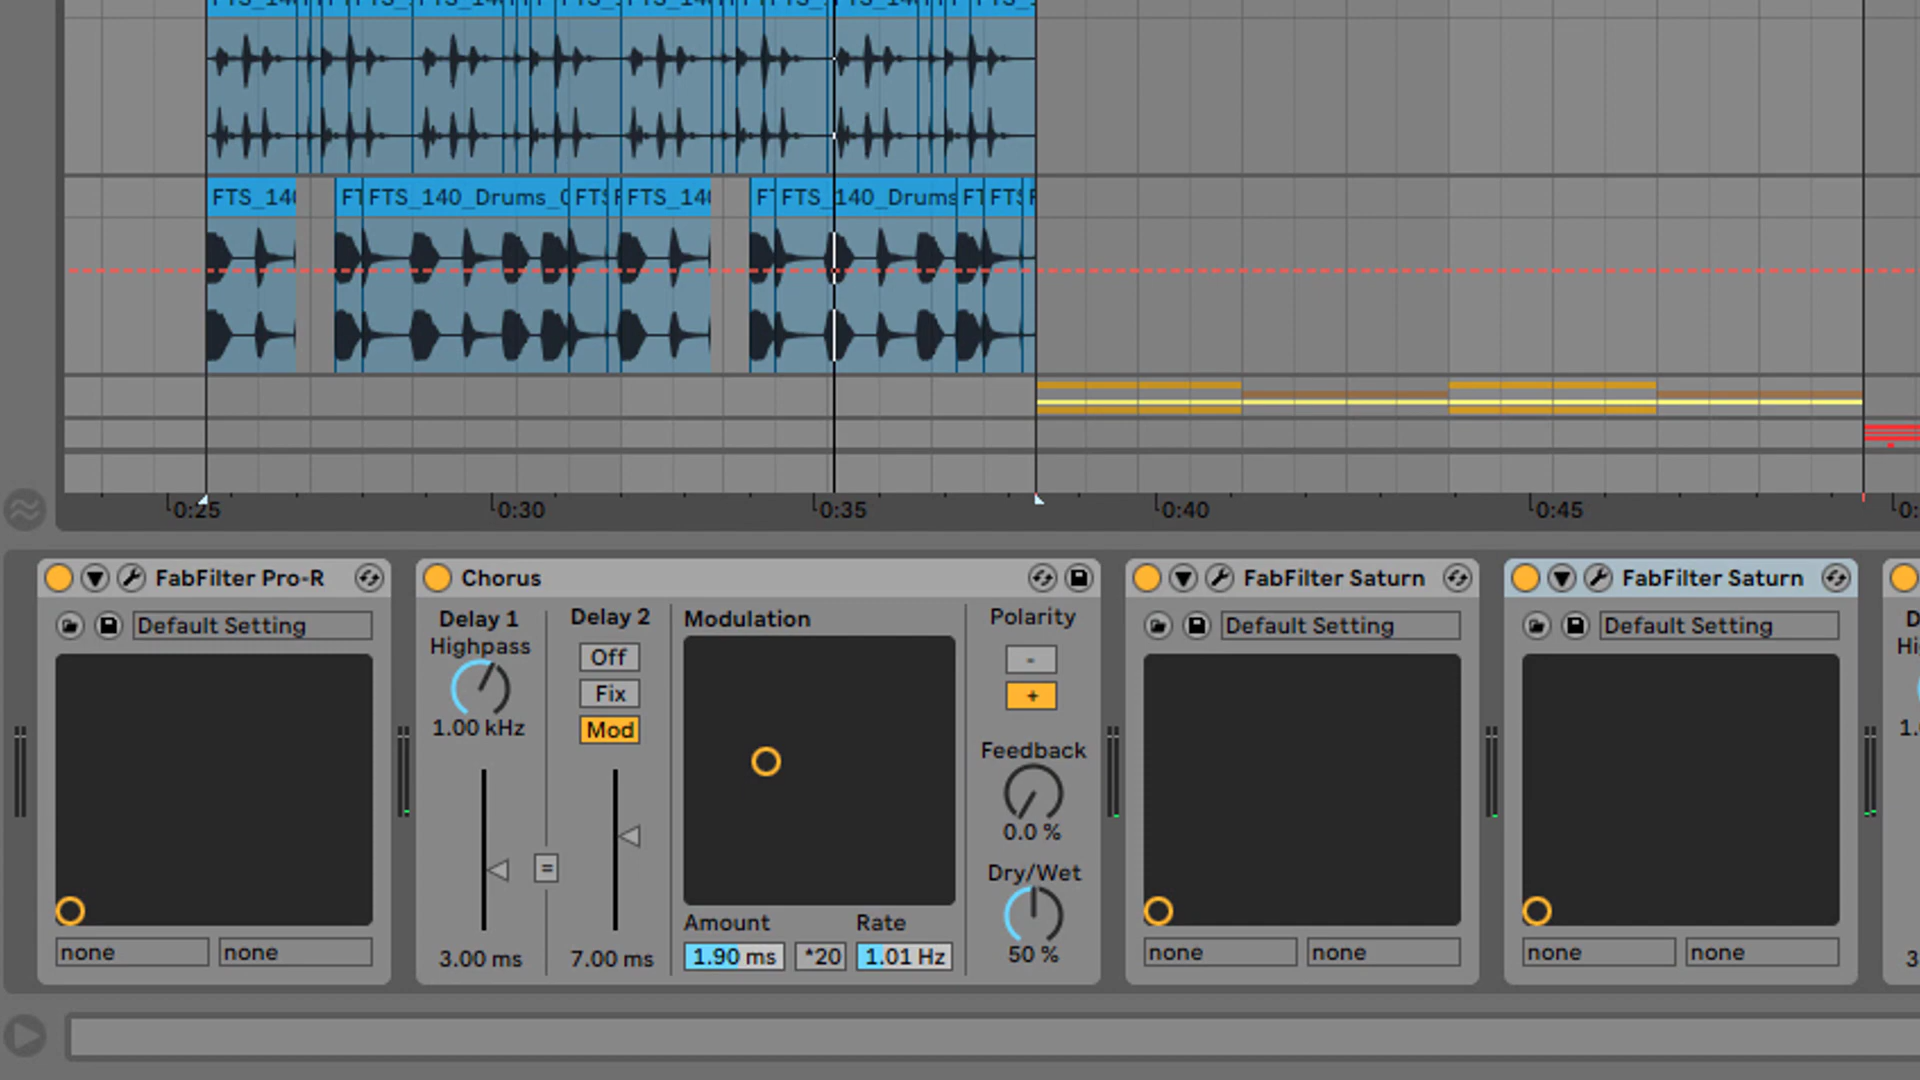 FTS_140 FT FTS_140_Drums_ FTS FTS_140 FT FTS_140_Drums FT FTS
0:25 0:30 0:35 0:40 0:45 0:
FabFilter Pro-R
Default Setting
none none
Chorus
Delay 1
Highpass
1.00 kHz
3.00 ms
=
Delay 2
Off
Fix
Mod
7.00 ms
Modulation
Amount Rate
1.90 ms *20 1.01 Hz
Polarity
-
+
Feedback
0.0 %
Dry/Wet
50 %
FabFilter Saturn
Default Setting
none none
FabFilter Saturn
Default Setting
none none